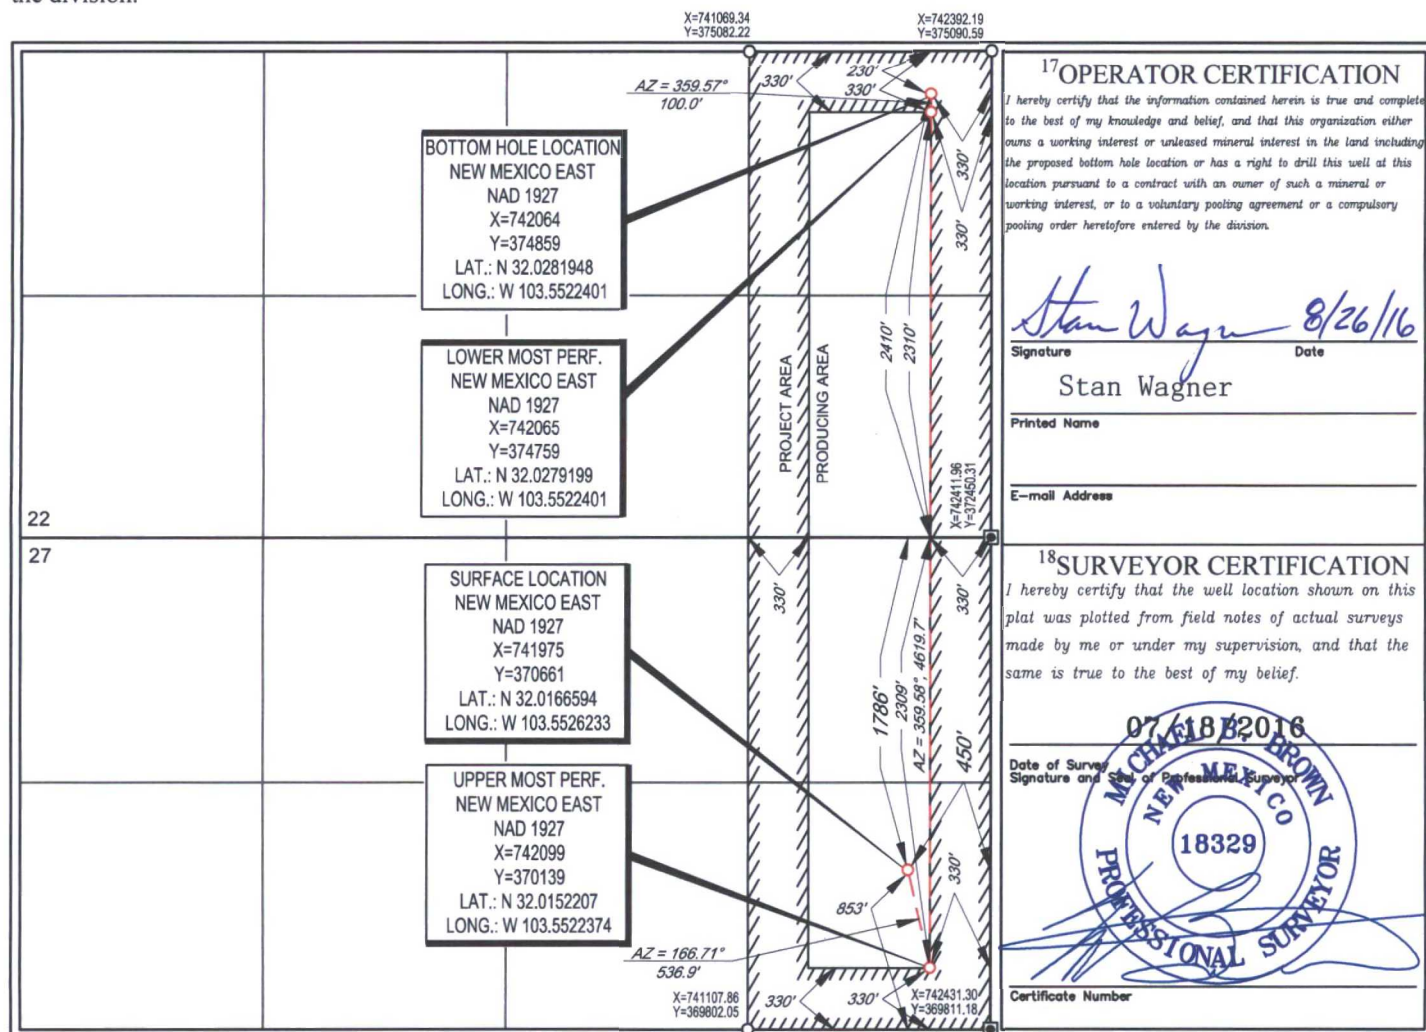 the division.
X=741069.34
Y=375082.22
X=742392.19
Y=375090.59
AZ = 359.57°
100.0'
330'
230'
330'
BOTTOM HOLE LOCATION
NEW MEXICO EAST
NAD 1927
X=742064
Y=374859
LAT.: N 32.0281948
LONG.: W 103.5522401
330'
330'
LOWER MOST PERF.
NEW MEXICO EAST
NAD 1927
X=742065
Y=374759
LAT.: N 32.0279199
LONG.: W 103.5522401
2410'
2310'
PROJECT AREA
PRODUCING AREA
X=742411.96
Y=372450.31
22
27
330'
330'
SURFACE LOCATION
NEW MEXICO EAST
NAD 1927
X=741975
Y=370661
LAT.: N 32.0166594
LONG.: W 103.5526233
1786'
2309'
AZ = 359.58°, 4619.7'
450'
UPPER MOST PERF.
NEW MEXICO EAST
NAD 1927
X=742099
Y=370139
LAT.: N 32.0152207
LONG.: W 103.5522374
853'
330'
AZ = 166.71°
536.9'
X=741107.86
Y=369802.05
330'
330'
X=742431.30
Y=369811.18
17OPERATOR CERTIFICATION
I hereby certify that the information contained herein is true and complete
to the best of my knowledge and belief, and that this organization either
owns a working interest or unleased mineral interest in the land including
the proposed bottom hole location or has a right to drill this well at this
location pursuant to a contract with an owner of such a mineral or
working interest, or to a voluntary pooling agreement or a compulsory
pooling order heretofore entered by the division.
Stan Wagner 8/26/16
Signature Date
Stan Wagner
Printed Name
E-mail Address
18SURVEYOR CERTIFICATION
I hereby certify that the well location shown on this
plat was plotted from field notes of actual surveys
made by me or under my supervision, and that the
same is true to the best of my belief.
07/18/2016
Date of Survey
Signature and Seal of Professional Surveyor
MICHAEL B. BROWN
NEW MEXICO
18329
PROFESSIONAL SURVEYOR
Certificate Number